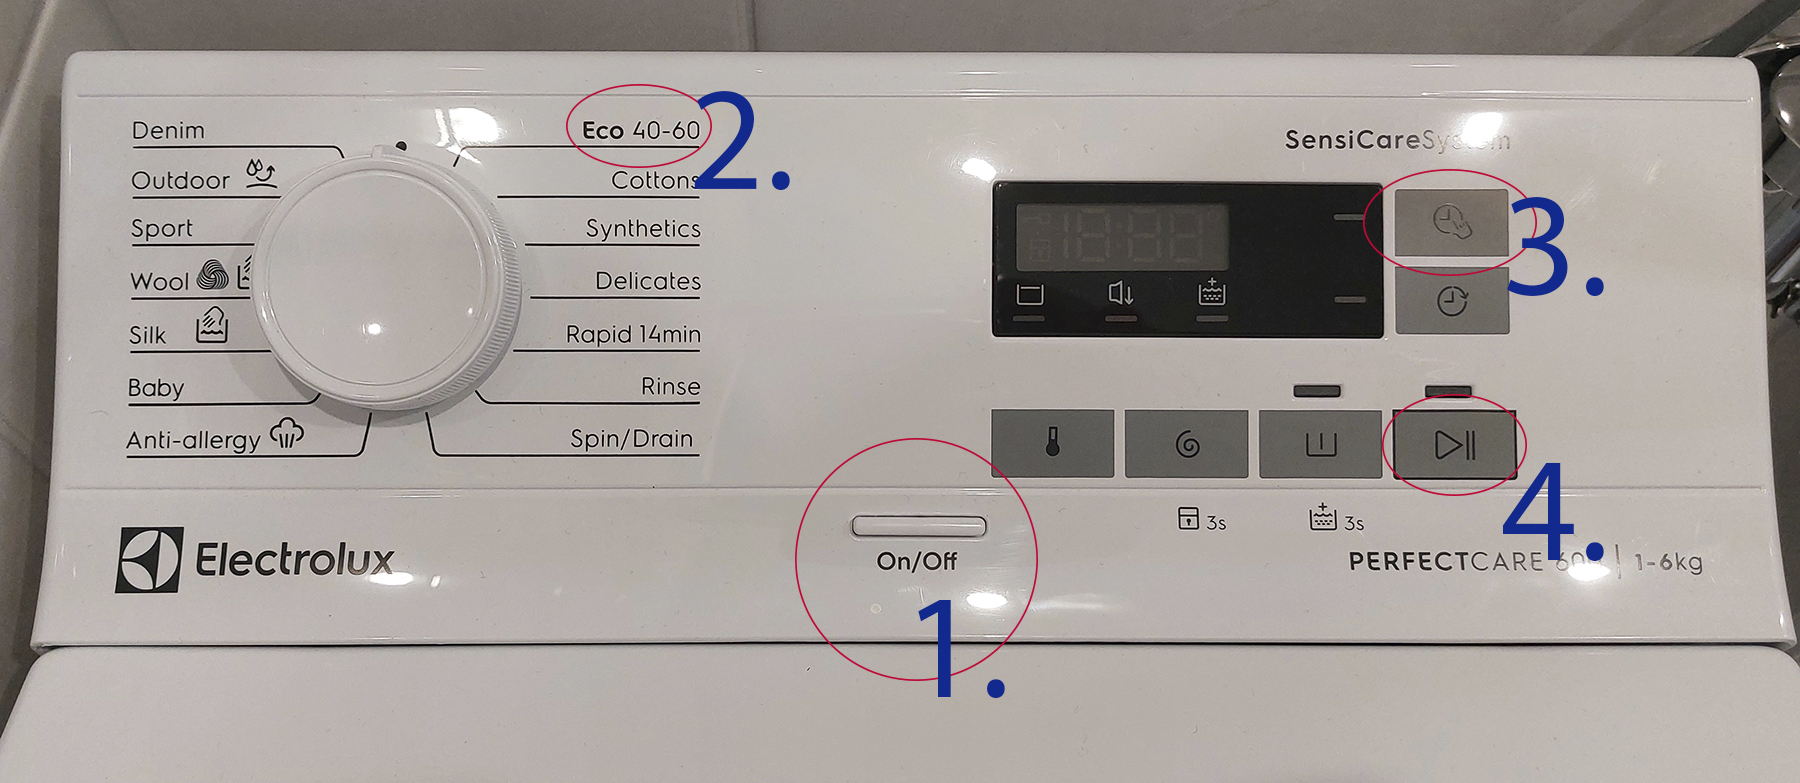 Denim
Outdoor
Sport
Wool
Silk
Baby
Anti-allergy
Eco 40-60
Cottons
Synthetics
Delicates
Rapid 14min
Rinse
Spin/Drain
2.
SensiCareSystem
3.
3s
3s
4.
Electrolux
On/Off
1.
PERFECTCARE
1-6kg